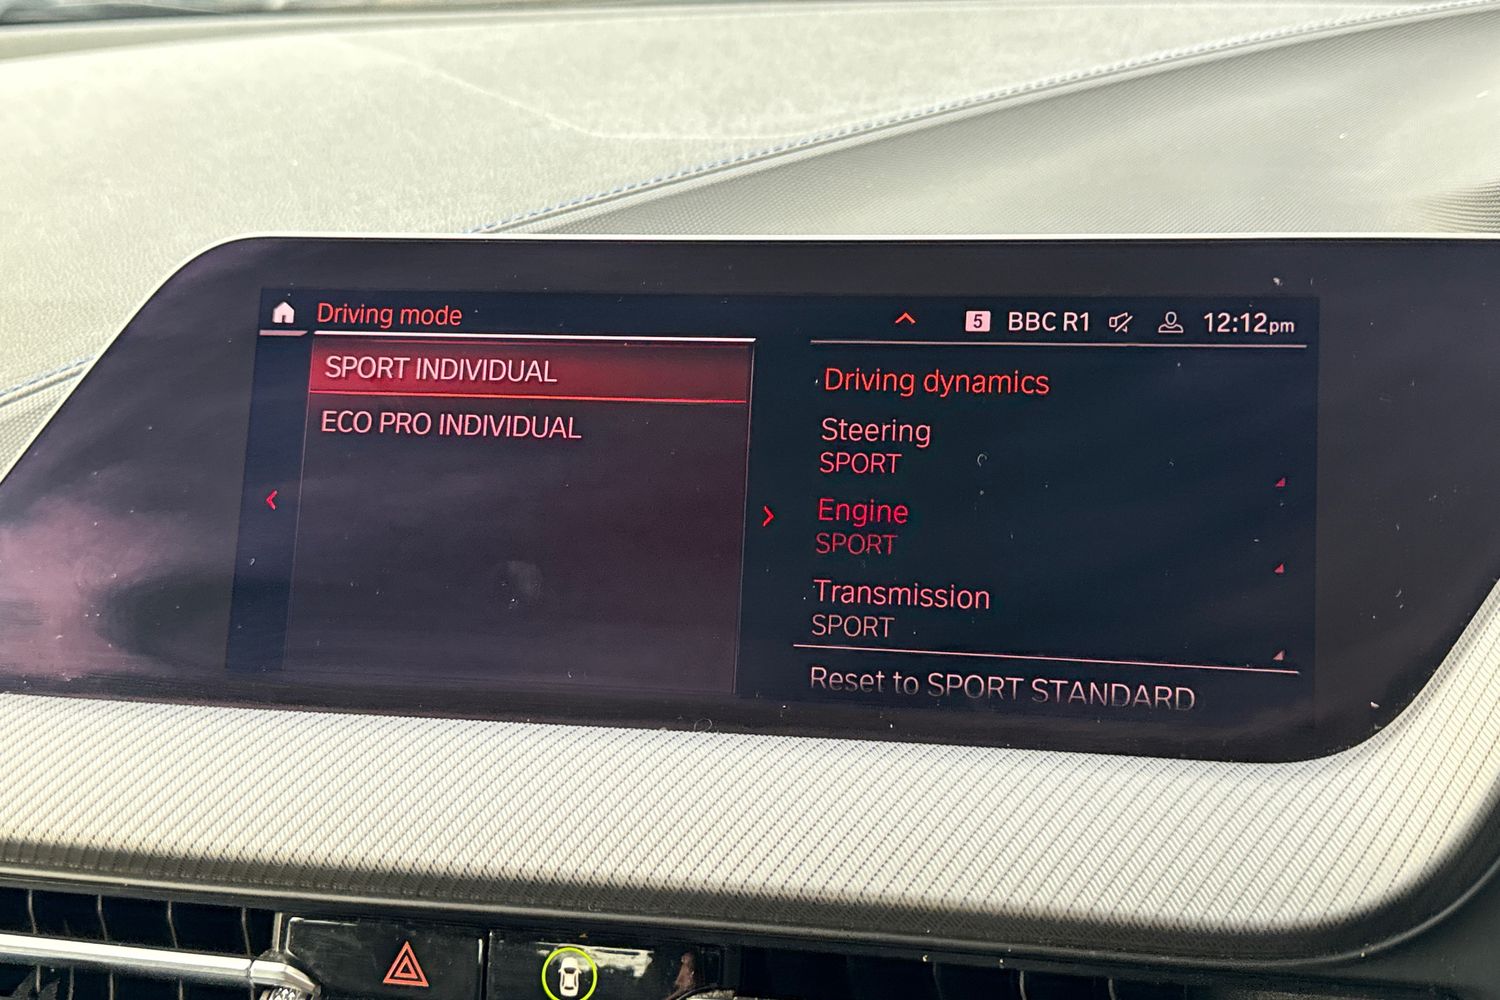 Driving mode
5 BBC R1 12:12pm
SPORT INDIVIDUAL
ECO PRO INDIVIDUAL
Driving dynamics
Steering
SPORT
Engine
SPORT
Transmission
SPORT
Reset to SPORT STANDARD